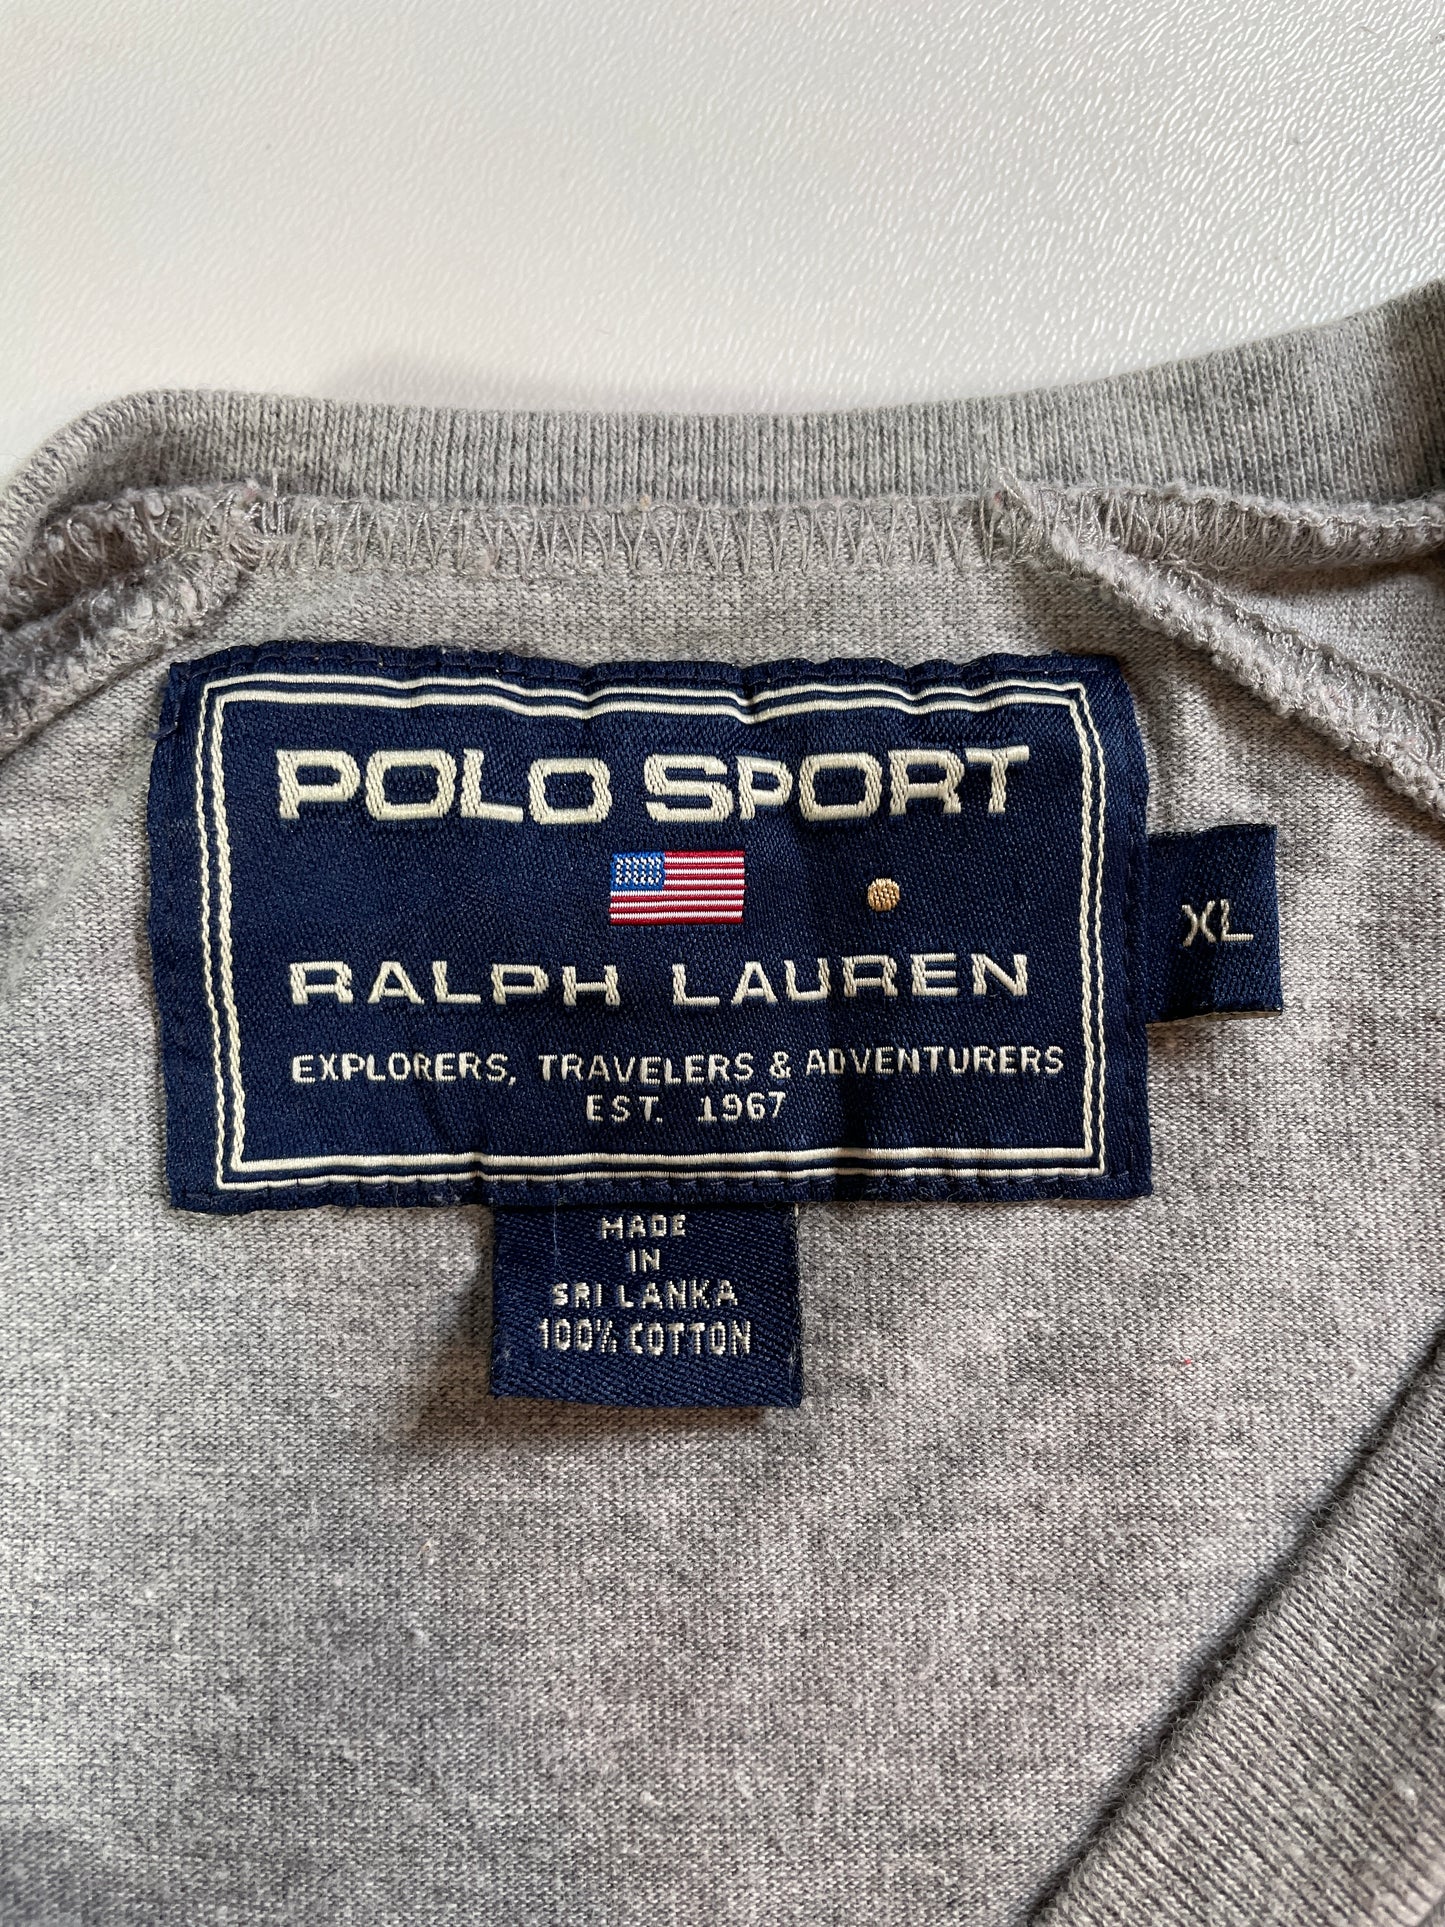 POLO SPORT
RALPH LAUREN
XL
EXPLORERS, TRAVELERS & ADVENTURERS
EST. 1967
MADE
IN
SRI LANKA
100% COTTON